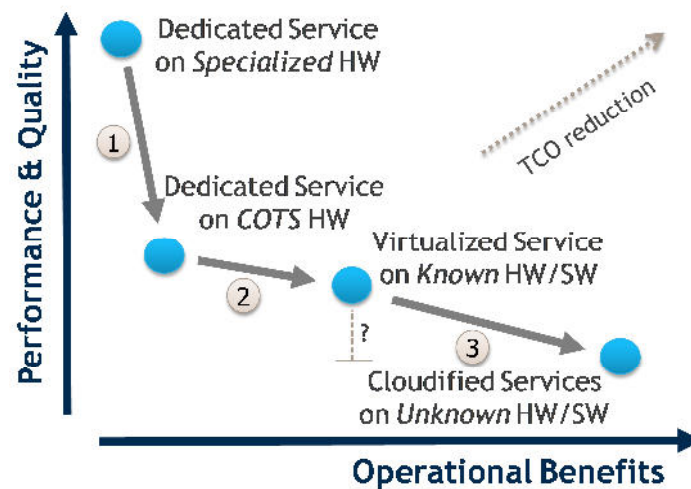 Performance & Quality
Dedicated Service
on Specialized HW
TCO reduction
1
Dedicated Service
on COTS HW
Virtualized Service
on Known HW/SW
2
?
3
Cloudified Services
on Unknown HW/SW
Operational Benefits